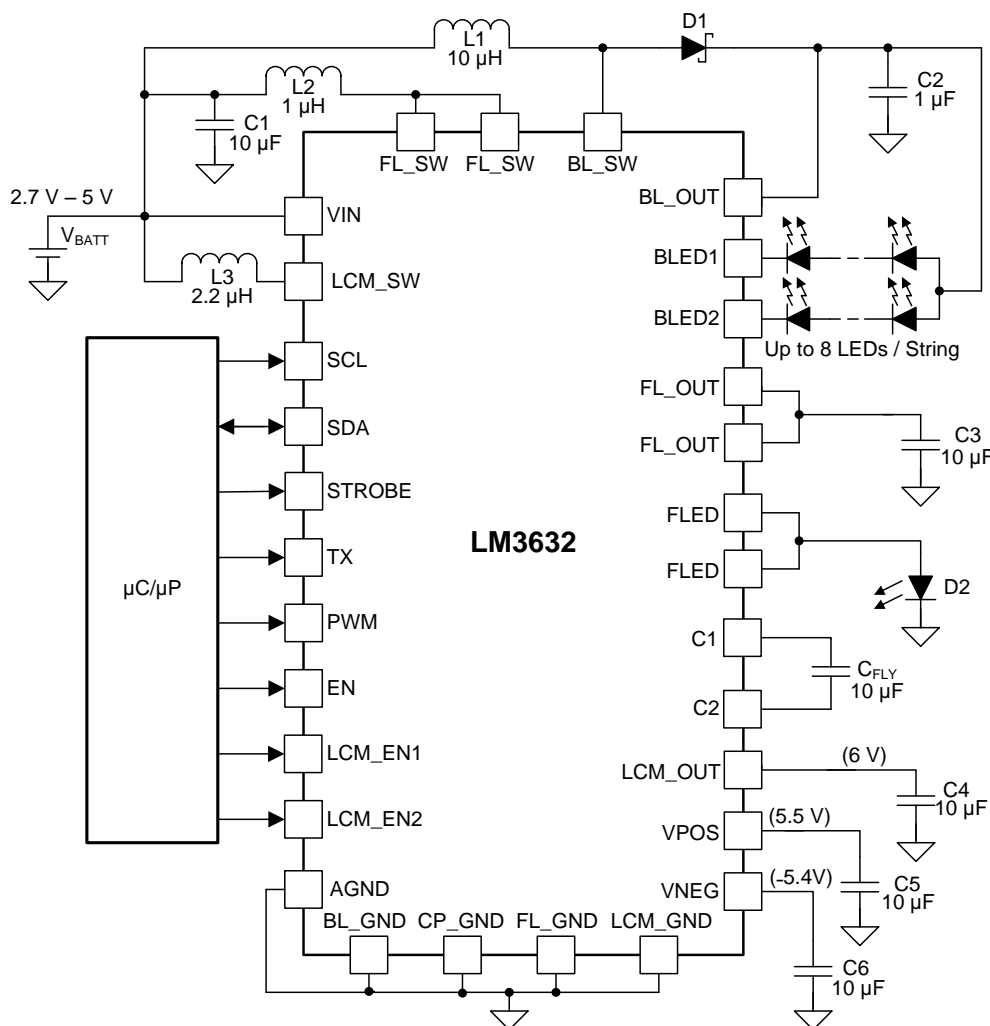 D1
L1
10 µH
L2
1 µH
C2
1 µF
C1
10 µF
FL_SW
FL_SW
BL_SW
2.7 V – 5 V
VBATT
VIN
BL_OUT
BLED1
L3
2.2 µH
LCM_SW
BLED2
Up to 8 LEDs / String
SCL
FL_OUT
SDA
FL_OUT
C3
10 µF
STROBE
FLED
LM3632
TX
FLED
µC/µP
D2
PWM
C1
CFLY
10 µF
EN
C2
LCM_EN1
LCM_OUT
(6 V)
C4
10 µF
LCM_EN2
VPOS
(5.5 V)
AGND
VNEG
(-5.4V)
C5
10 µF
BL_GND
CP_GND
FL_GND
LCM_GND
C6
10 µF